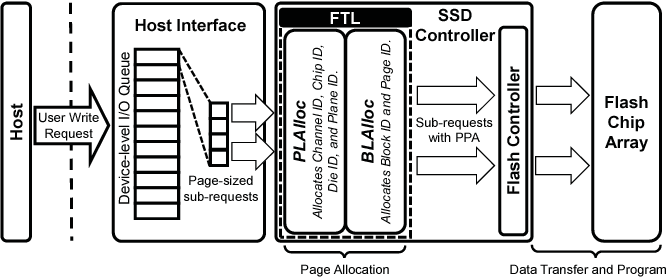 Host
User Write
Request
Host Interface
Device-level I/O Queue
Page-sized
sub-requests
FTL
PLAlloc
Allocates Channel ID, Chip ID,
Die ID, and Plane ID.
BLAlloc
Allocates Block ID and Page ID.
SSD
Controller
Sub-requests
with PPA
Flash Controller
Flash
Chip
Array
Page Allocation
Data Transfer and Program